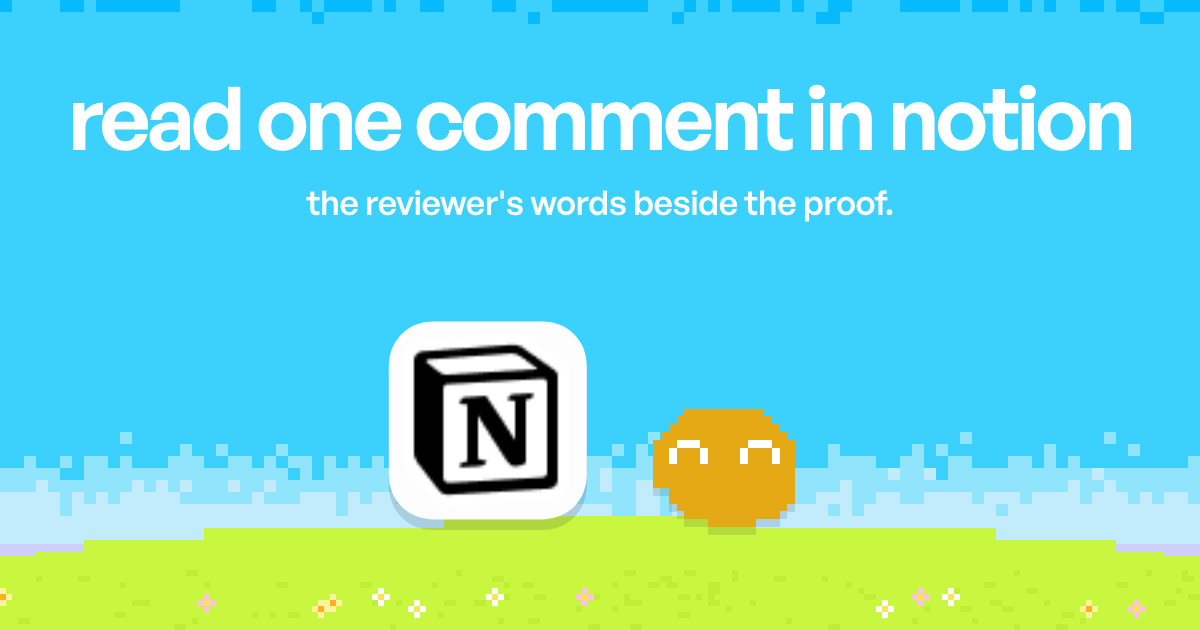 read one comment in notion
the reviewer's words beside the proof.
N